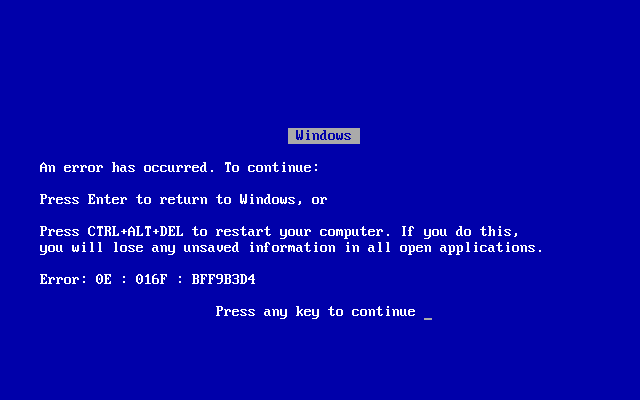 Windows
An error has occurred. To continue:
Press Enter to return to Windows, or
Press CTRL+ALT+DEL to restart your computer. If you do this,
you will lose any unsaved information in all open applications.
Error: 0E : 016F : BFF9B3D4
Press any key to continue _